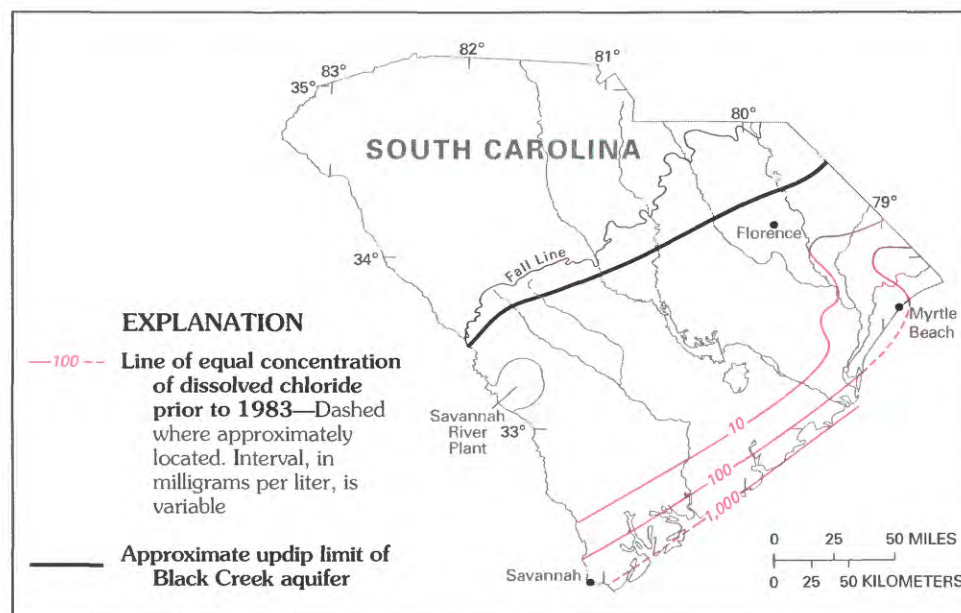 83°
82°
81°
35°
80°
SOUTH CAROLINA
79°
Florence
34°
Fall Line
Myrtle
Beach
EXPLANATION
—100 – –
Line of equal concentration
of dissolved chloride
prior to 1983—Dashed
where approximately
located. Interval, in
milligrams per liter, is
variable
Savannah
River
Plant
33°
10
100
1,000
Approximate updip limit of
Black Creek aquifer
Savannah
0 25 50 MILES
0 25 50 KILOMETERS